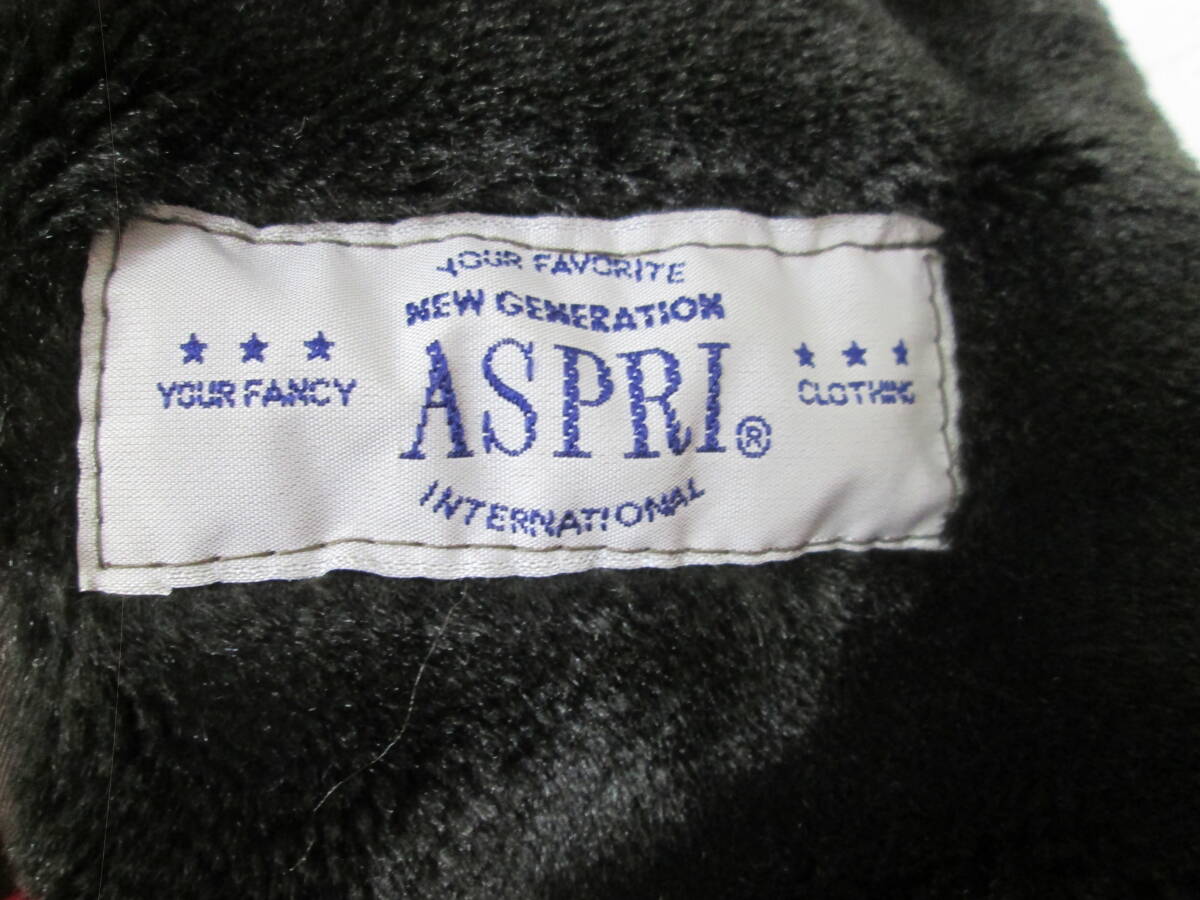 YOUR FAVORITE
NEW GENERATION
★ ★ ★
YOUR FANCY
ASPRI®
★ ★ ★
CLOTHING
INTERNATIONAL